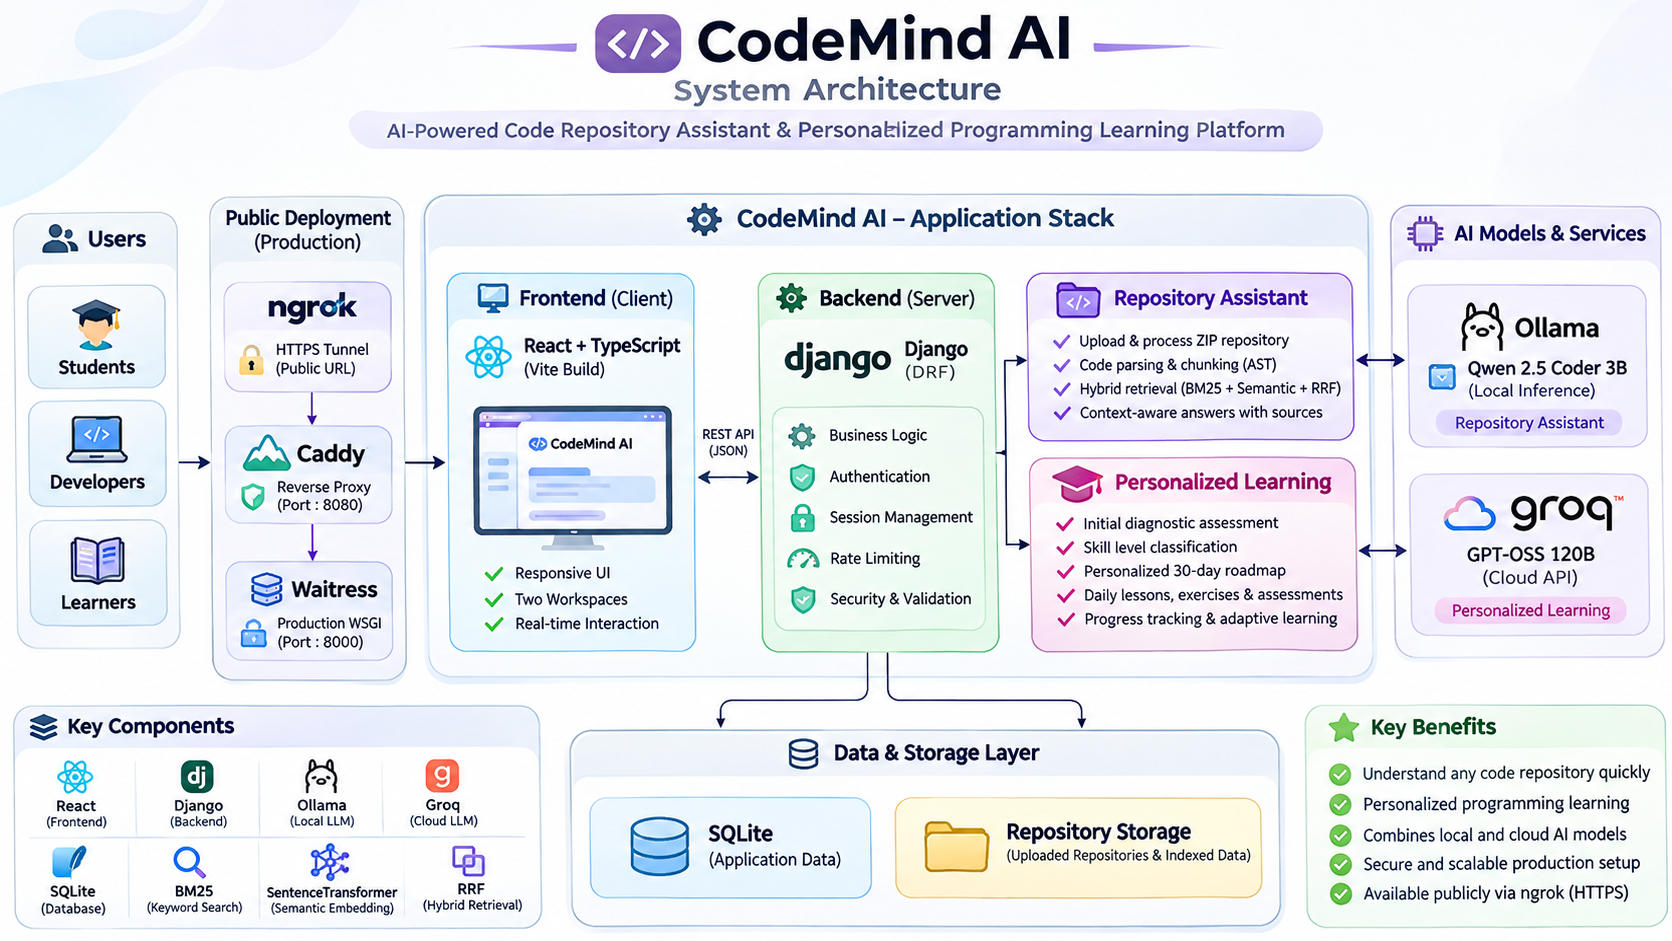 </> CodeMind AI
System Architecture
AI-Powered Code Repository Assistant & Personalized Programming Learning Platform
Users
Students
</>
Developers
Learners
Public Deployment
(Production)
ngrok
HTTPS Tunnel
(Public URL)
Caddy
Reverse Proxy
(Port : 8080)
Waitress
Production WSGI
(Port : 8000)
CodeMind AI – Application Stack
Frontend (Client)
React + TypeScript
(Vite Build)
</> CodeMind AI
Responsive UI
Two Workspaces
Real-time Interaction
REST API
(JSON)
Backend (Server)
django
Django
(DRF)
Business Logic
Authentication
Session Management
Rate Limiting
Security & Validation
</>
Repository Assistant
Upload & process ZIP repository
Code parsing & chunking (AST)
Hybrid retrieval (BM25 + Semantic + RRF)
Context-aware answers with sources
Personalized Learning
Initial diagnostic assessment
Skill level classification
Personalized 30-day roadmap
Daily lessons, exercises & assessments
Progress tracking & adaptive learning
AI Models & Services
Ollama
Qwen 2.5 Coder 3B
(Local Inference)
Repository Assistant
groq™
GPT-OSS 120B
(Cloud API)
Personalized Learning
Key Components
React
(Frontend)
dj
Django
(Backend)
Ollama
(Local LLM)
g
Groq
(Cloud LLM)
SQLite
(Database)
BM25
(Keyword Search)
SentenceTransformer
(Semantic Embedding)
RRF
(Hybrid Retrieval)
Data & Storage Layer
SQLite
(Application Data)
Repository Storage
(Uploaded Repositories & Indexed Data)
Key Benefits
Understand any code repository quickly
Personalized programming learning
Combines local and cloud AI models
Secure and scalable production setup
Available publicly via ngrok (HTTPS)